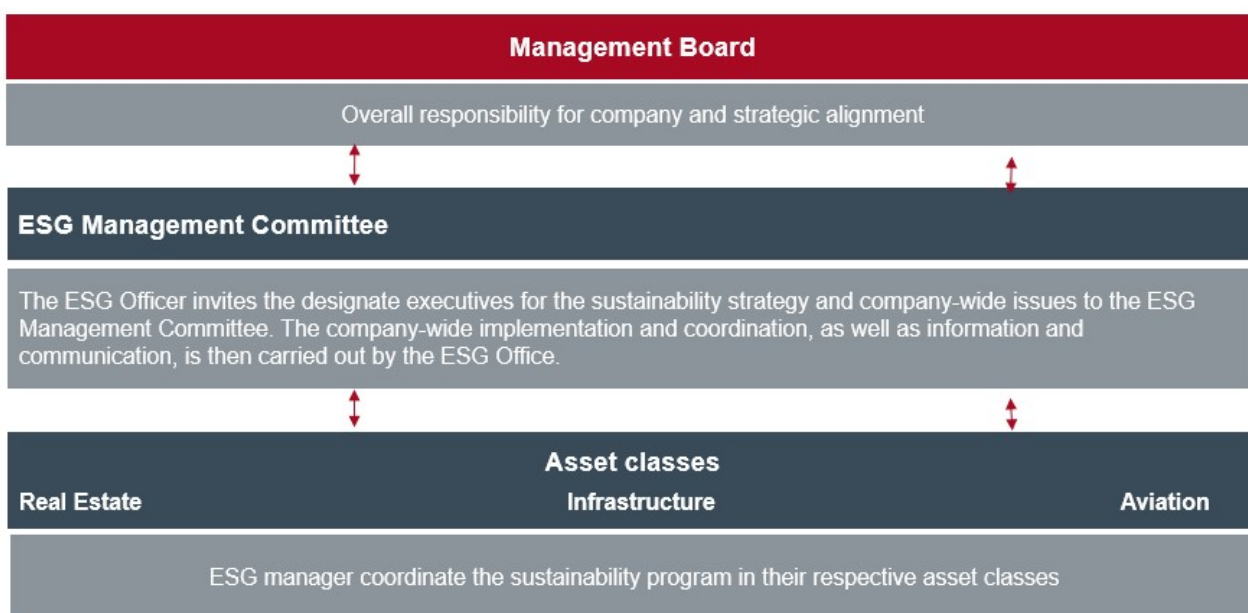 Management Board
Overall responsibility for company and strategic alignment
ESG Management Committee
The ESG Officer invites the designate executives for the sustainability strategy and company-wide issues to the ESG
Management Committee. The company-wide implementation and coordination, as well as information and
communication, is then carried out by the ESG Office.
Asset classes
Real Estate Infrastructure Aviation
ESG manager coordinate the sustainability program in their respective asset classes